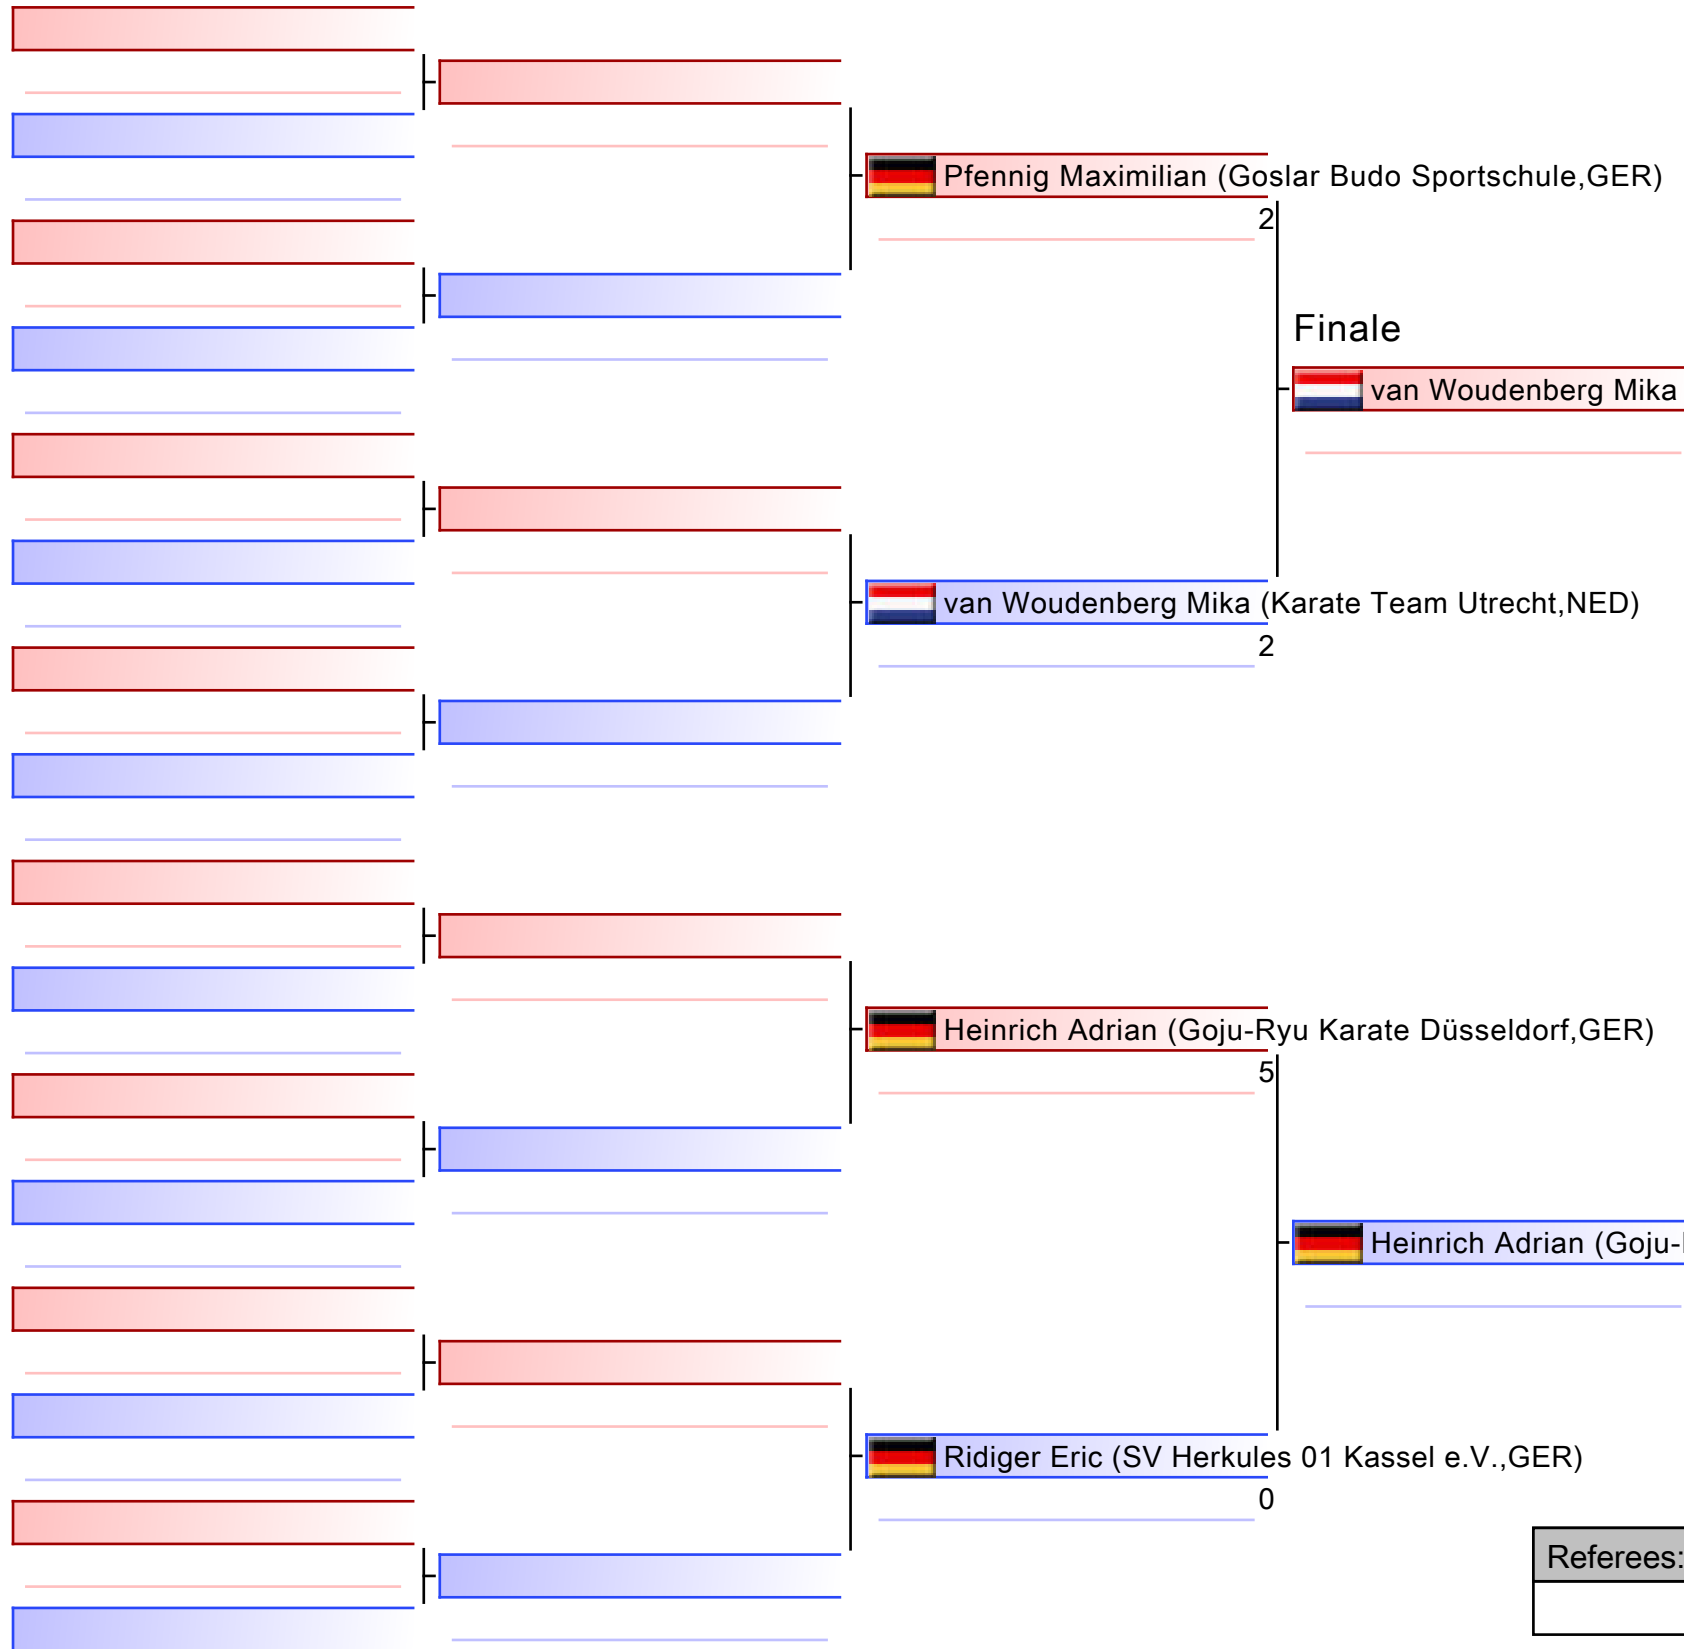 Pfennig Maximilian (Goslar Budo Sportschule,GER)
2
Finale
van Woudenberg Mika
van Woudenberg Mika (Karate Team Utrecht,NED)
2
Heinrich Adrian (Goju-Ryu Karate Düsseldorf,GER)
5
Heinrich Adrian (Goju-
Ridiger Eric (SV Herkules 01 Kassel e.V.,GER)
0
Referees: